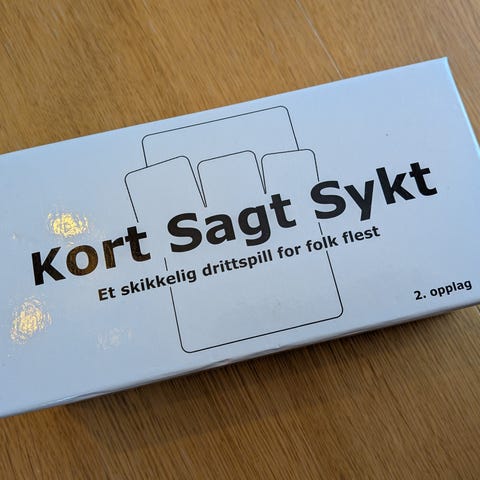 Kort Sagt Sykt
Et skikkelig drittspill for folk flest
2. opplag